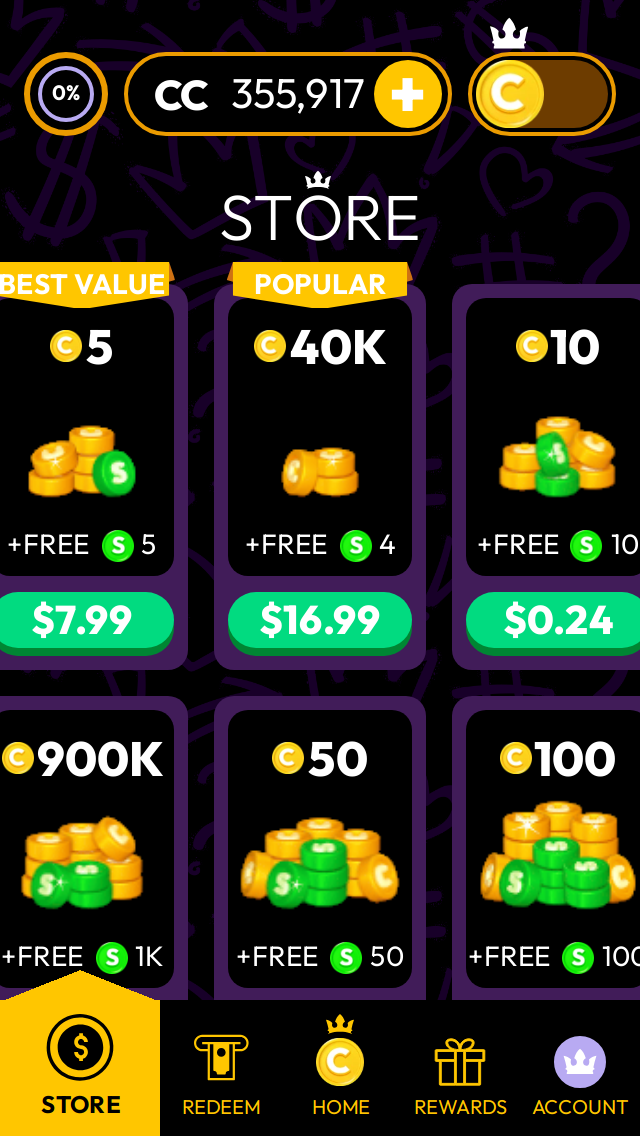 0% CC 355,917
STORE
BEST VALUE POPULAR
C 5 C 40K C 10
+FREE S 5 +FREE S 4 +FREE S 10
$7.99 $16.99 $0.24
C 900K C 50 C 100
+FREE S 1K +FREE S 50 +FREE S 100
STORE REDEEM HOME REWARDS ACCOUNT